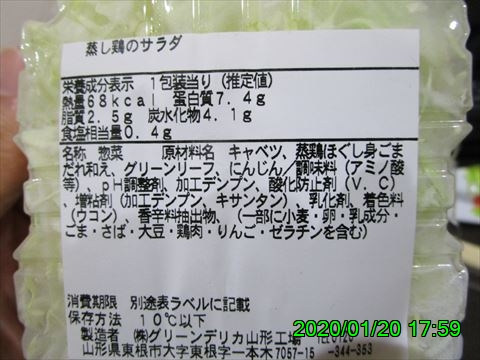 蒸し鶏のサラダ
栄養成分表示 1包装当り(推定値)
熱量68kcal 蛋白質7.4g
脂質2.5g 炭水化物4.1g
食塩相当量0.4g
名称 惣菜 原材料名 キャベツ、蒸鶏ほぐし身ごま
だれ和え、グリーンリーフ、にんじん/調味料(アミノ酸
等)、pH調整剤、加工デンプン、酸化防止剤(V.C)
、増粘剤(加工デンプン、キサンタン)、乳化剤、着色料
(ウコン)、香辛料抽出物、(一部に小麦・卵・乳成分・
ごま・さば・大豆・鶏肉・りんご・ゼラチンを含む)
消費期限 別途表ラベルに記載
保存方法 10℃以下
製造者 (株)グリーンデリカ山形工場
山形県東根市大字東根字一本木7057-15 -344-353
2020/01/20 17:59